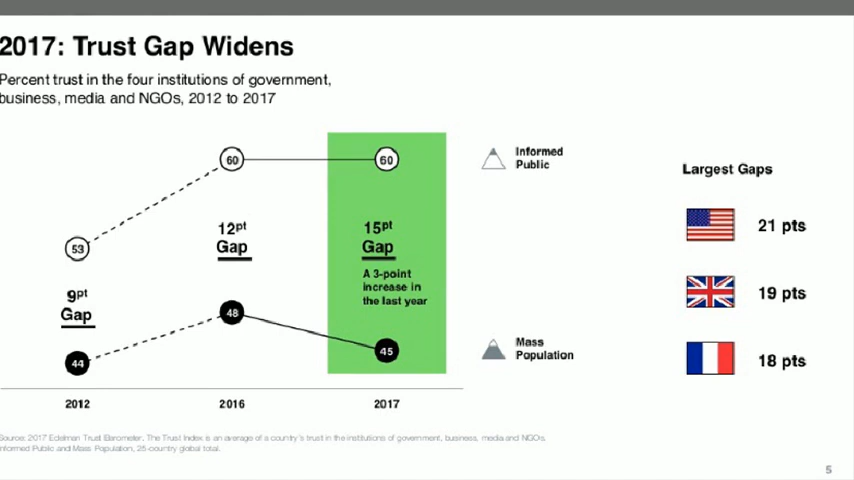 2017: Trust Gap Widens
Percent trust in the four institutions of government,
business, media and NGOs, 2012 to 2017
60
60
Informed
Public
Largest Gaps
12pt
Gap
15pt
Gap
21 pts
53
A 3-point
increase in
the last year
9pt
Gap
19 pts
48
44
45
Mass
Population
18 pts
2012
2016
2017
Source: 2017 Edelman Trust Barometer. The Trust Index is an average of a country's trust in the institutions of government, business, media and NGOs.
Informed Public and Mass Population, 25-country global total.
5